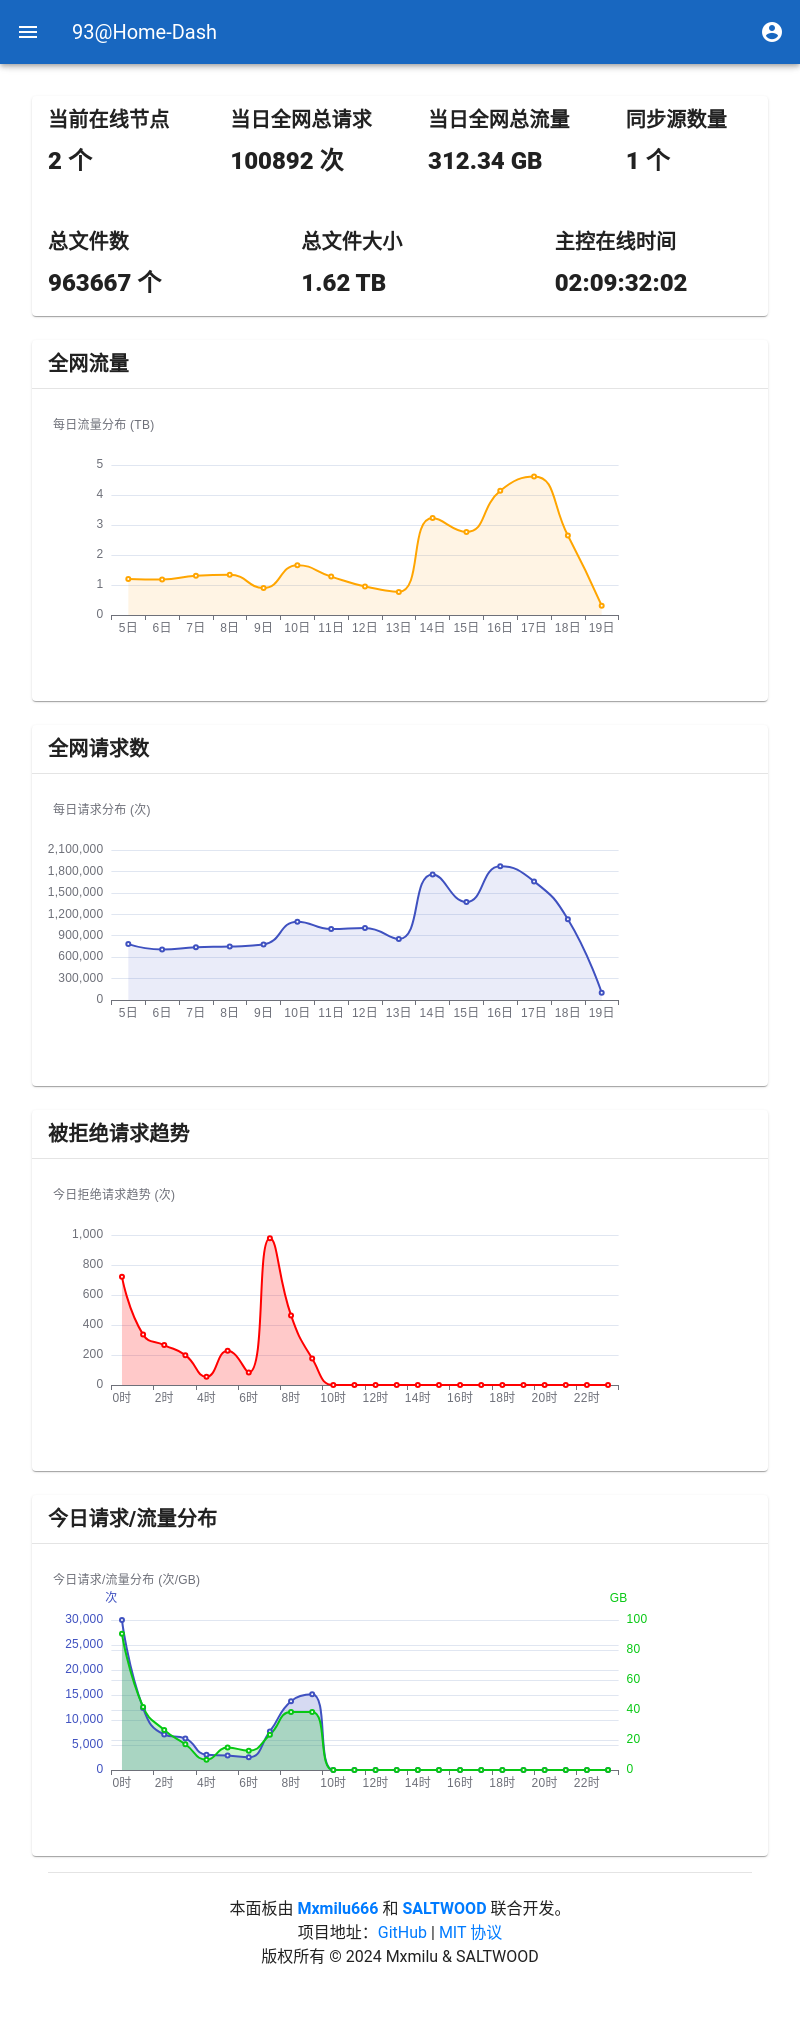 93@Home-Dash
当前在线节点 当日全网总请求 当日全网总流量 同步源数量
2 个 100892 次 312.34 GB 1 个
总文件数 总文件大小 主控在线时间
963667 个 1.62 TB 02:09:32:02
全网流量
每日流量分布 (TB)
5
4
3
2
1
0
5日 6日 7日 8日 9日 10日 11日 12日 13日 14日 15日 16日 17日 18日 19日
全网请求数
每日请求分布 (次)
2,100,000
1,800,000
1,500,000
1,200,000
900,000
600,000
300,000
0
5日 6日 7日 8日 9日 10日 11日 12日 13日 14日 15日 16日 17日 18日 19日
被拒绝请求趋势
今日拒绝请求趋势 (次)
1,000
800
600
400
200
0
0时 2时 4时 6时 8时 10时 12时 14时 16时 18时 20时 22时
今日请求/流量分布
今日请求/流量分布 (次/GB)
次 GB
30,000 100
25,000 80
20,000 60
15,000 40
10,000 20
5,000 0
0
0时 2时 4时 6时 8时 10时 12时 14时 16时 18时 20时 22时
本面板由 Mxmilu666 和 SALTWOOD 联合开发。
项目地址：GitHub | MIT 协议
版权所有 © 2024 Mxmilu & SALTWOOD